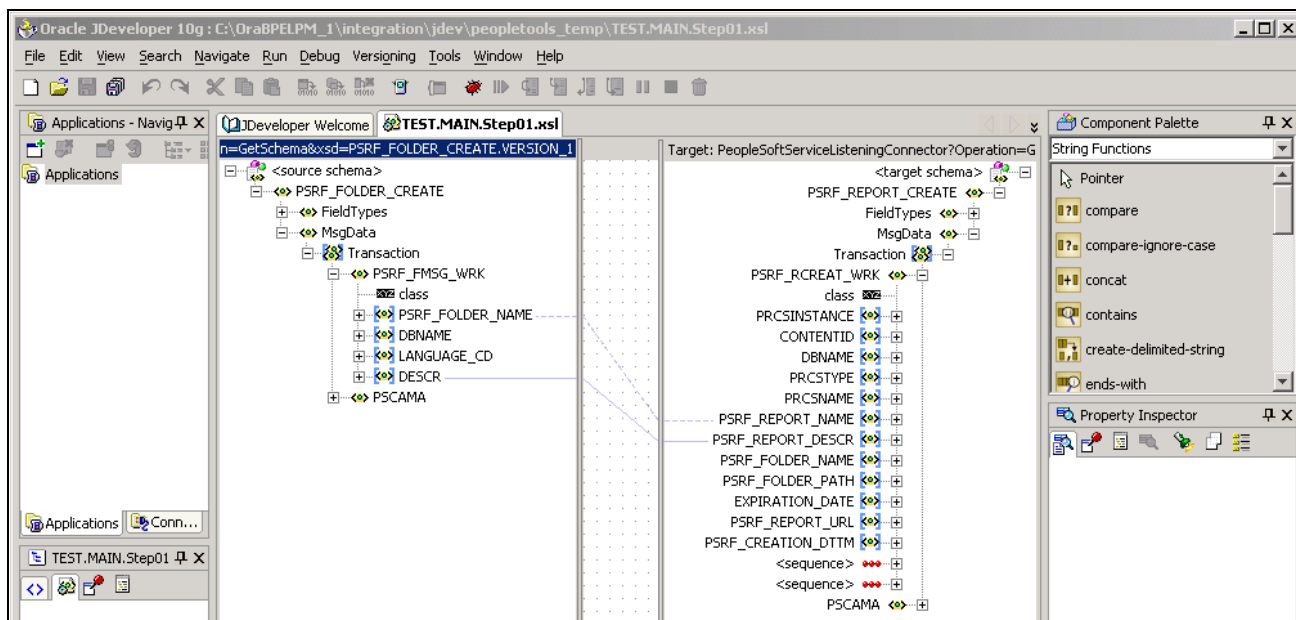 Oracle JDeveloper 10g : C:\OraBPELPM_1\integration\jdev\peopletools_temp\TEST.MAIN.Step01.xsl
File Edit View Search Navigate Run Debug Versioning Tools Window Help
Applications - Navig
JDeveloper Welcome
TEST.MAIN.Step01.xsl
Component Palette
Applications
n=GetSchema&xsd=PSRF_FOLDER_CREATE.VERSION_1
<source schema>
PSRF_FOLDER_CREATE
FieldTypes
MsgData
Transaction
PSRF_FMSG_WRK
class
PSRF_FOLDER_NAME
DBNAME
LANGUAGE_CD
DESCR
PSCAMA
Target: PeopleSoftServiceListeningConnector?Operation=G
<target schema>
PSRF_REPORT_CREATE
FieldTypes
MsgData
Transaction
PSRF_RCREAT_WRK
class
PRCSINSTANCE
CONTENTID
DBNAME
PRCSTYPE
PRCSNAME
PSRF_REPORT_NAME
PSRF_REPORT_DESCR
PSRF_FOLDER_NAME
PSRF_FOLDER_PATH
EXPIRATION_DATE
PSRF_REPORT_URL
PSRF_CREATION_DTTM
<sequence>
<sequence>
PSCAMA
String Functions
Pointer
compare
compare-ignore-case
concat
contains
create-delimited-string
ends-with
Property Inspector
Applications
Conn...
TEST.MAIN.Step01